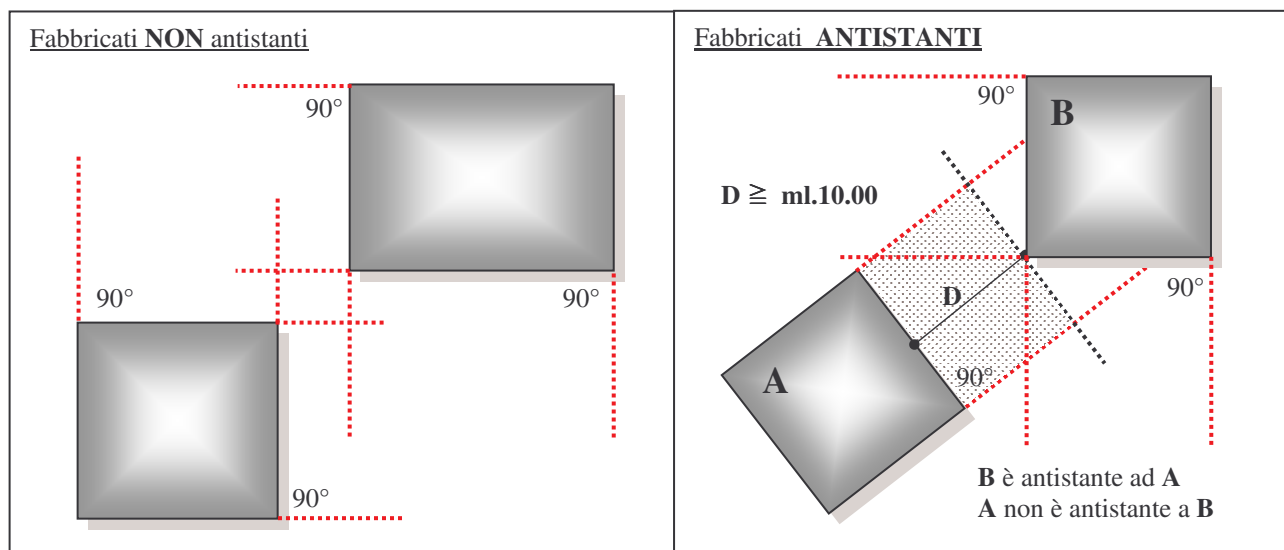 Fabbricati NON antistanti
90°
90°
90°
90°
Fabbricati ANTISTANTI
90°
B
D ≧ ml.10.00
D
90°
A
90°
B è antistante ad A
A non è antistante a B